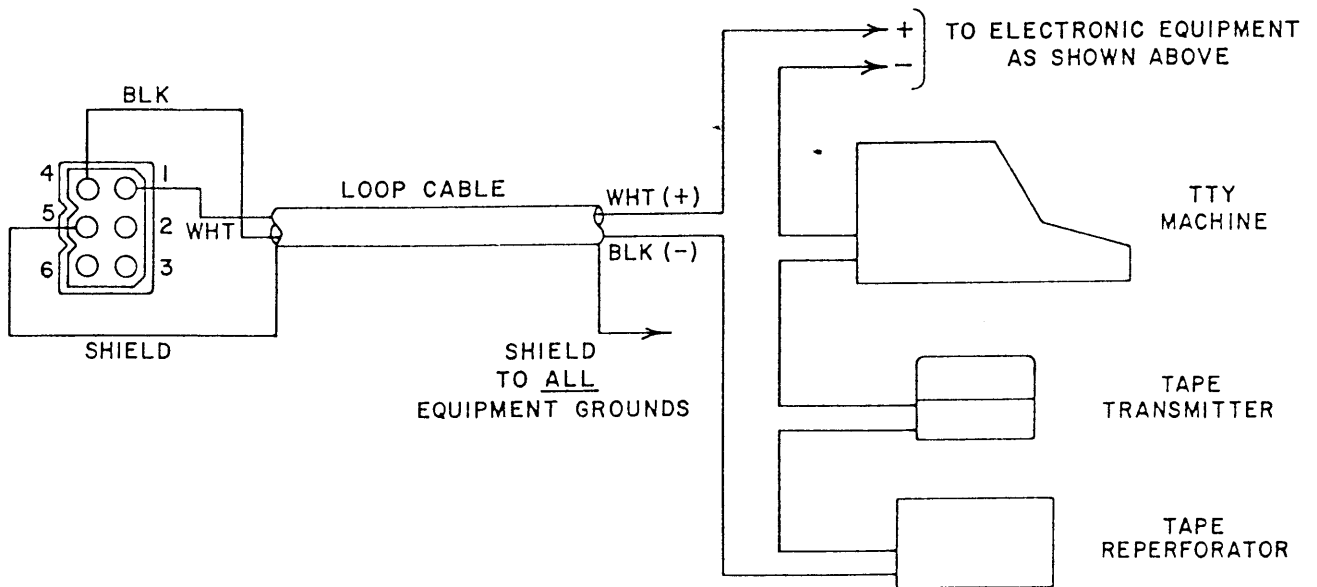 +
TO ELECTRONIC EQUIPMENT
AS SHOWN ABOVE
-
BLK
4
1
5
2
6
3
WHT
SHIELD
LOOP CABLE
WHT (+)
BLK (-)
SHIELD
TO ALL
EQUIPMENT GROUNDS
TTY
MACHINE
TAPE
TRANSMITTER
TAPE
REPERFORATOR